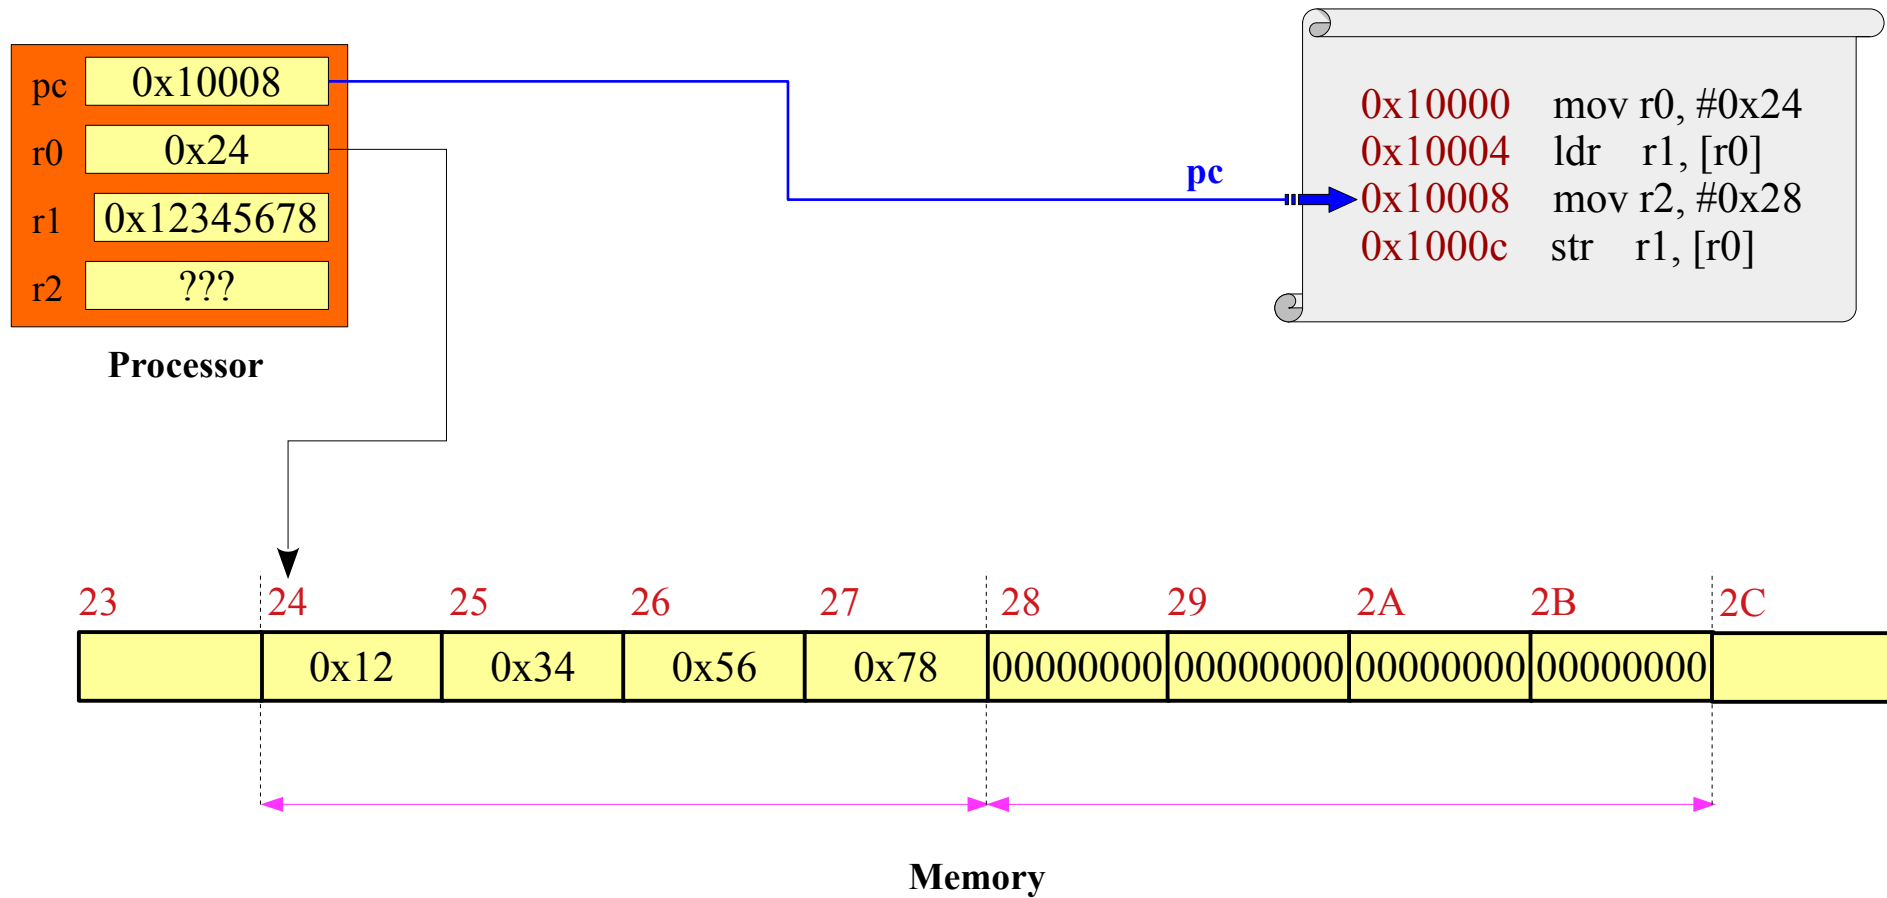 pc 0x10008
r0 0x24
r1 0x12345678
r2 ???
Processor
pc
0x10000 mov r0, #0x24
0x10004 ldr r1, [r0]
0x10008 mov r2, #0x28
0x1000c str r1, [r0]
23 24 25 26 27 28 29 2A 2B 2C
0x12 0x34 0x56 0x78 00000000 00000000 00000000 00000000
Memory